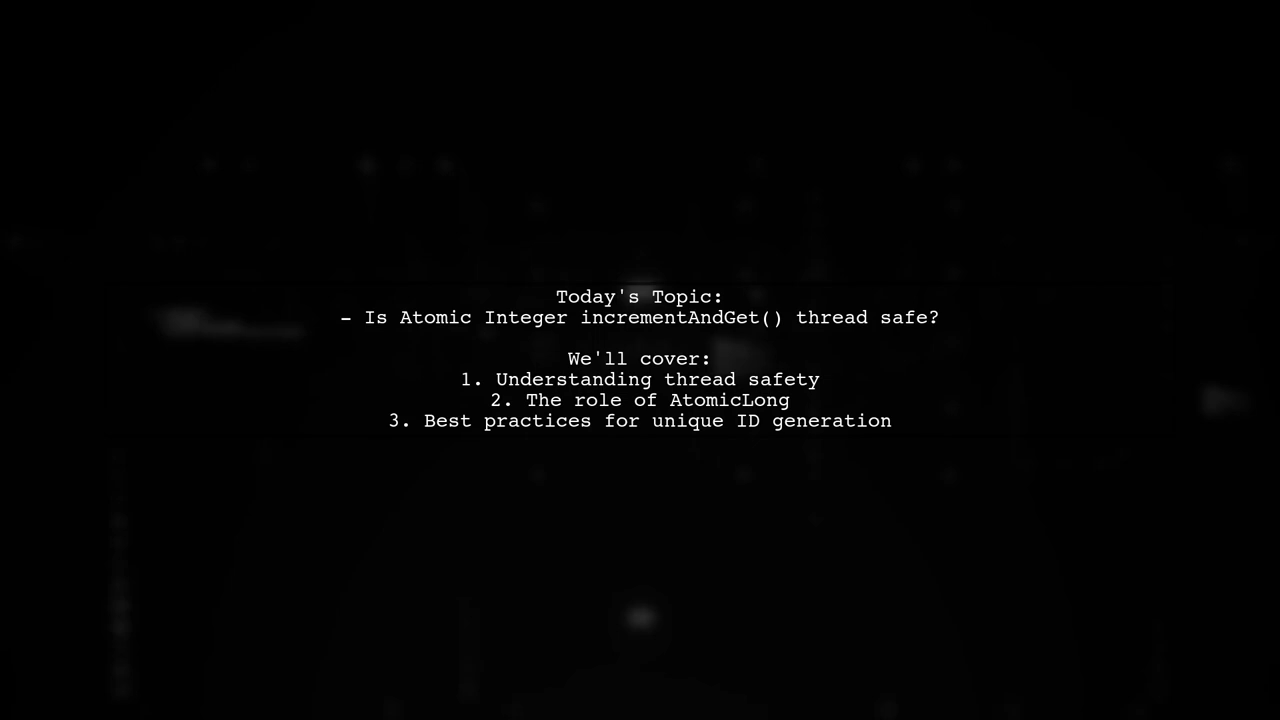 Today's Topic:
– Is Atomic Integer incrementAndGet() thread safe?
We'll cover:
1. Understanding thread safety
2. The role of AtomicLong
3. Best practices for unique ID generation